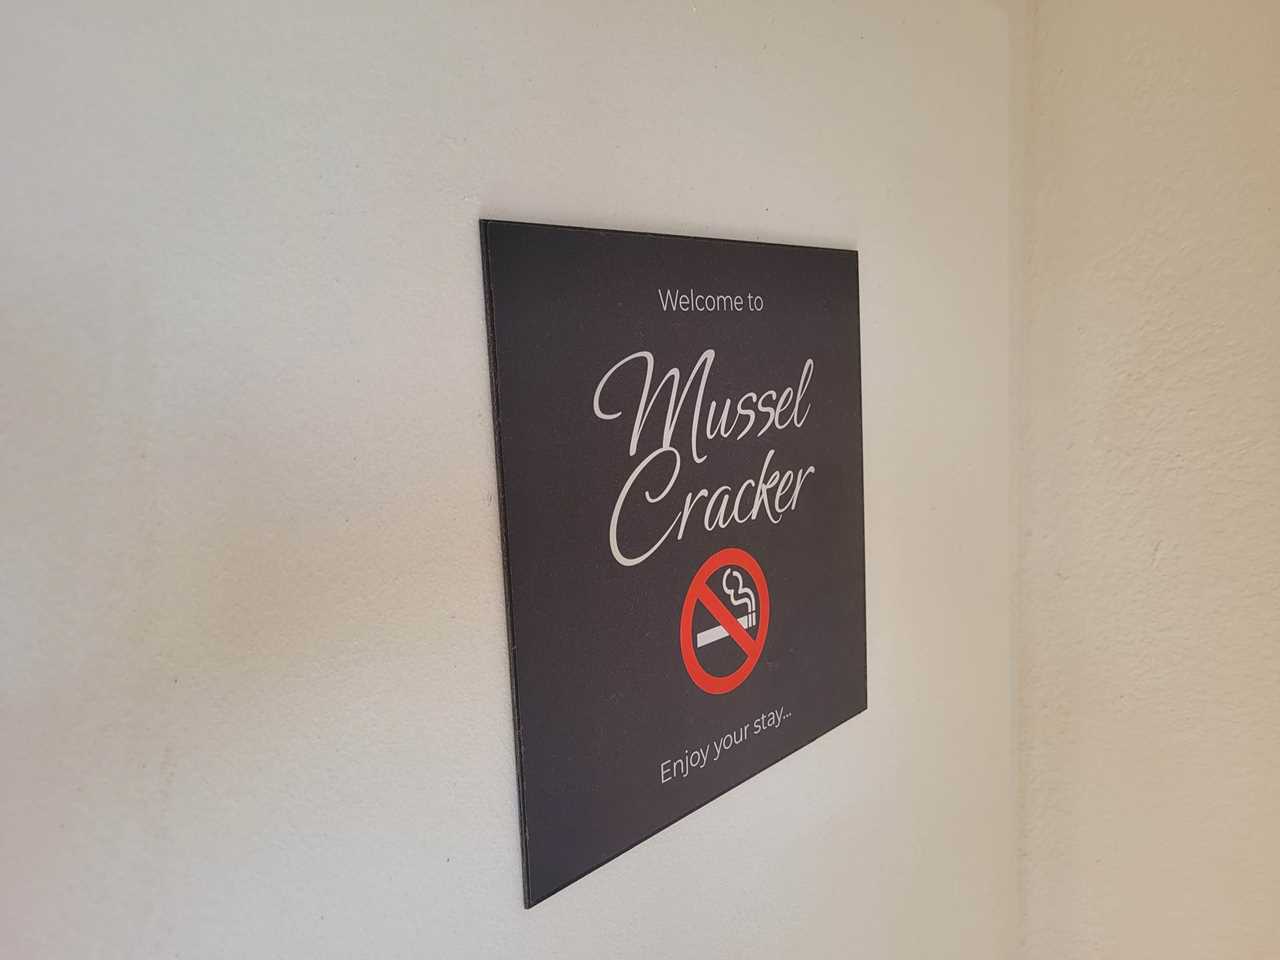 Welcome to
Mussel
Cracker
Enjoy your stay...